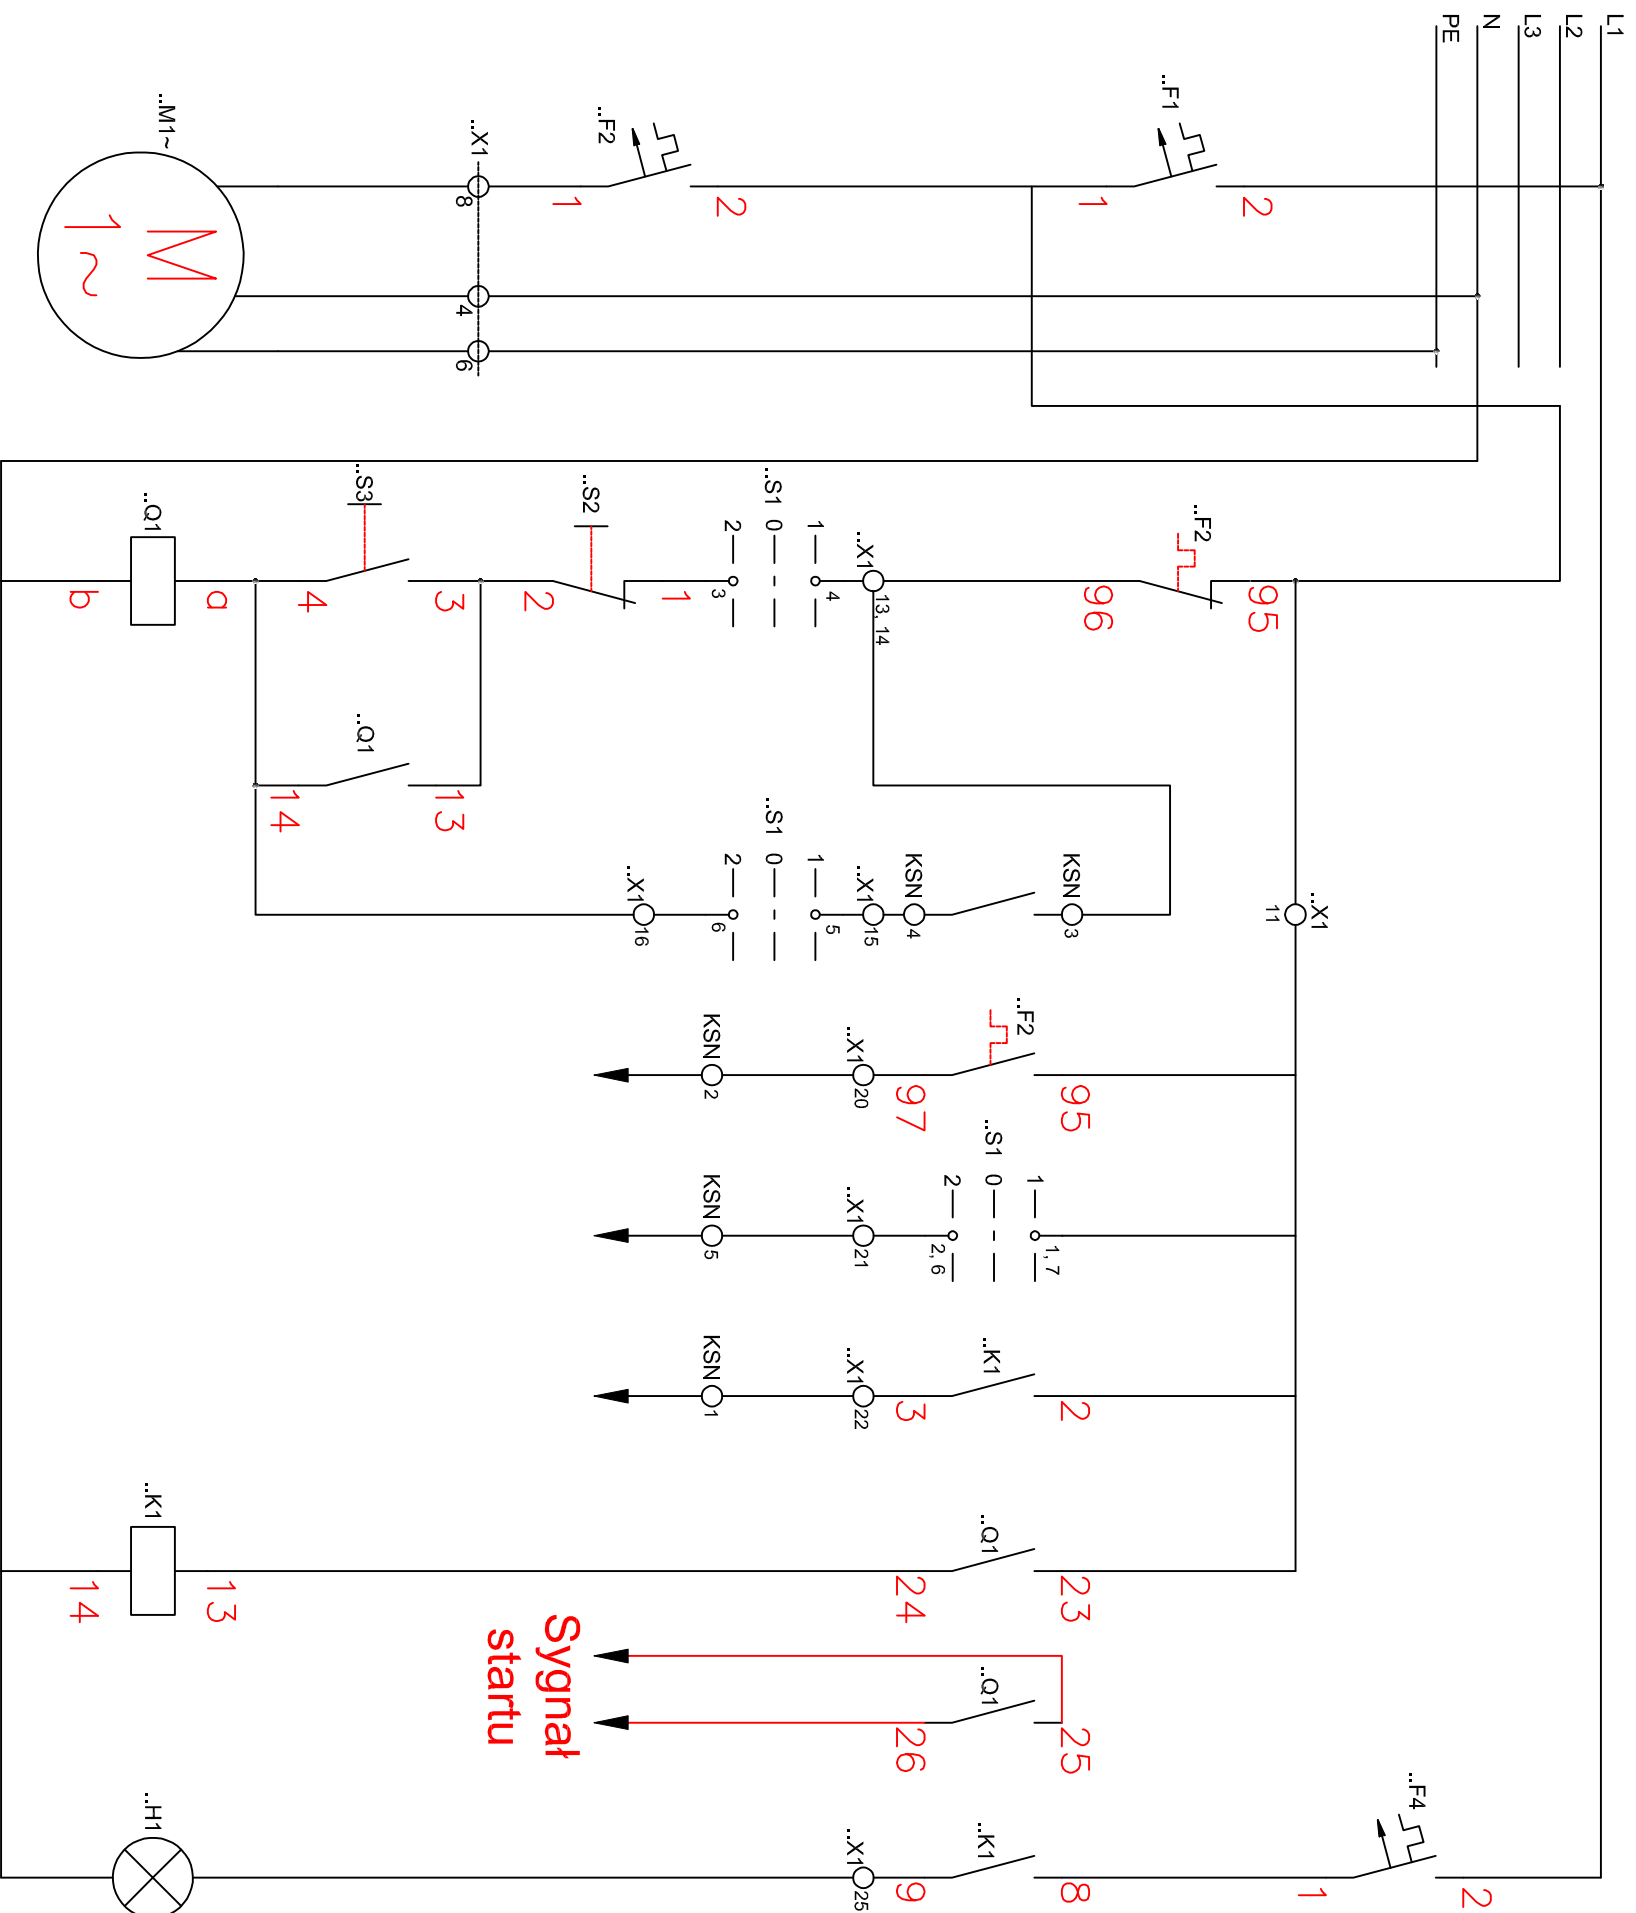 L1
L2
L3
N
PE
..F1
2
1
..F2
2
1
..X1
8
4
6
..M1~
M
1~
..F2
95
96
..X1
13, 14
..S1
1
0
2
4
3
..S2
1
2
..S3
3
4
..Q1
a
b
..Q1
13
14
..X1
11
KSN
3
KSN
4
..X1
15
..S1
1
0
2
5
6
..X1
16
..F2
95
97
..X1
20
KSN
2
..S1
1
0
2
1, 7
2, 6
..X1
21
KSN
5
..K1
2
3
..X1
22
KSN
1
..Q1
23
24
..K1
13
14
..Q1
25
26
Sygnał
startu
..F4
2
1
..K1
8
9
..X1
25
..H1